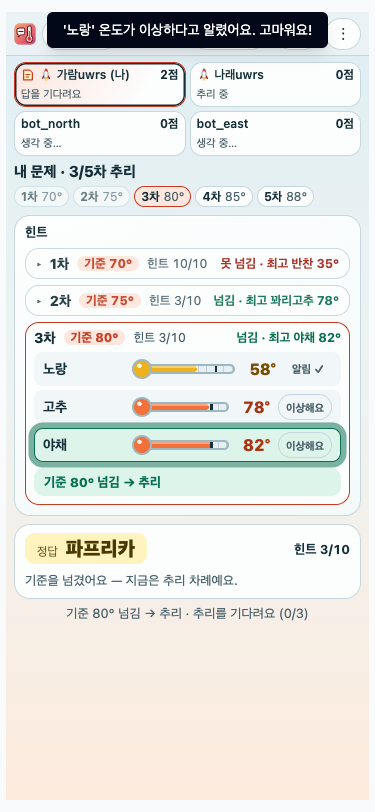 '노랑' 온도가 이상하다고 알렸어요. 고마워요!
가람uwrs (나) 2점
답을 기다려요
나래uwrs 0점
추리 중
bot_north 0점
생각 중…
bot_east 0점
생각 중…
내 문제 · 3/5차 추리
1차 70° 2차 75° 3차 80° 4차 85° 5차 88°
힌트
1차 기준 70° 힌트 10/10 못 넘김 · 최고 반찬 35°
2차 기준 75° 힌트 3/10 넘김 · 최고 꽈리고추 78°
3차 기준 80° 힌트 3/10 넘김 · 최고 야채 82°
노랑 58° 알림 ✓
고추 78° 이상해요
야채 82° 이상해요
기준 80° 넘김 → 추리
정답 파프리카 힌트 3/10
기준을 넘겼어요 — 지금은 추리 차례예요.
기준 80° 넘김 → 추리 · 추리를 기다려요 (0/3)